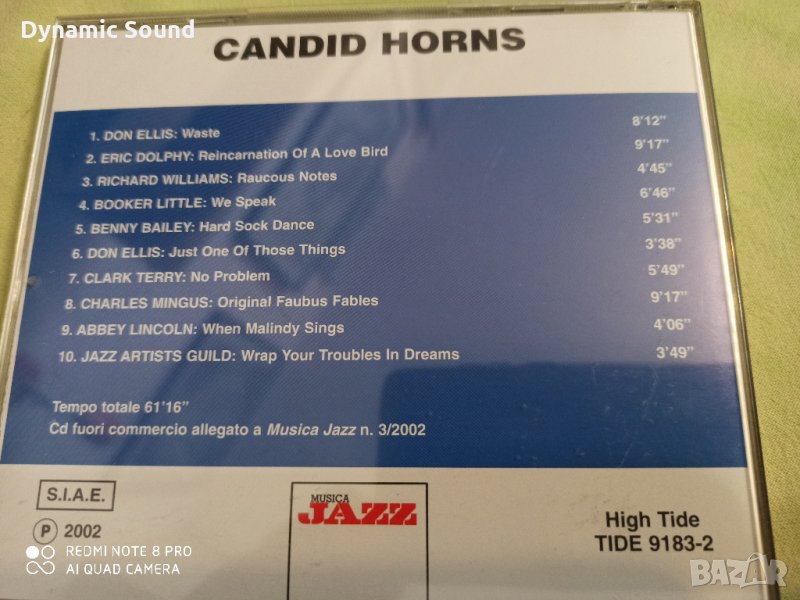 Dynamic Sound
CANDID HORNS
1. DON ELLIS: Waste 8'12"
2. ERIC DOLPHY: Reincarnation Of A Love Bird 9'17"
3. RICHARD WILLIAMS: Raucous Notes 4'45"
4. BOOKER LITTLE: We Speak 6'46"
5. BENNY BAILEY: Hard Sock Dance 5'31"
6. DON ELLIS: Just One Of Those Things 3'38"
7. CLARK TERRY: No Problem 5'49"
8. CHARLES MINGUS: Original Faubus Fables 9'17"
9. ABBEY LINCOLN: When Malindy Sings 4'06"
10. JAZZ ARTISTS GUILD: Wrap Your Troubles In Dreams 3'49"
Tempo totale 61'16"
Cd fuori commercio allegato a Musica Jazz n. 3/2002
S.I.A.E.
℗ 2002
MUSICA
JAZZ
High Tide
TIDE 9183-2
REDMI NOTE 8 PRO
AI QUAD CAMERA
BAZAR